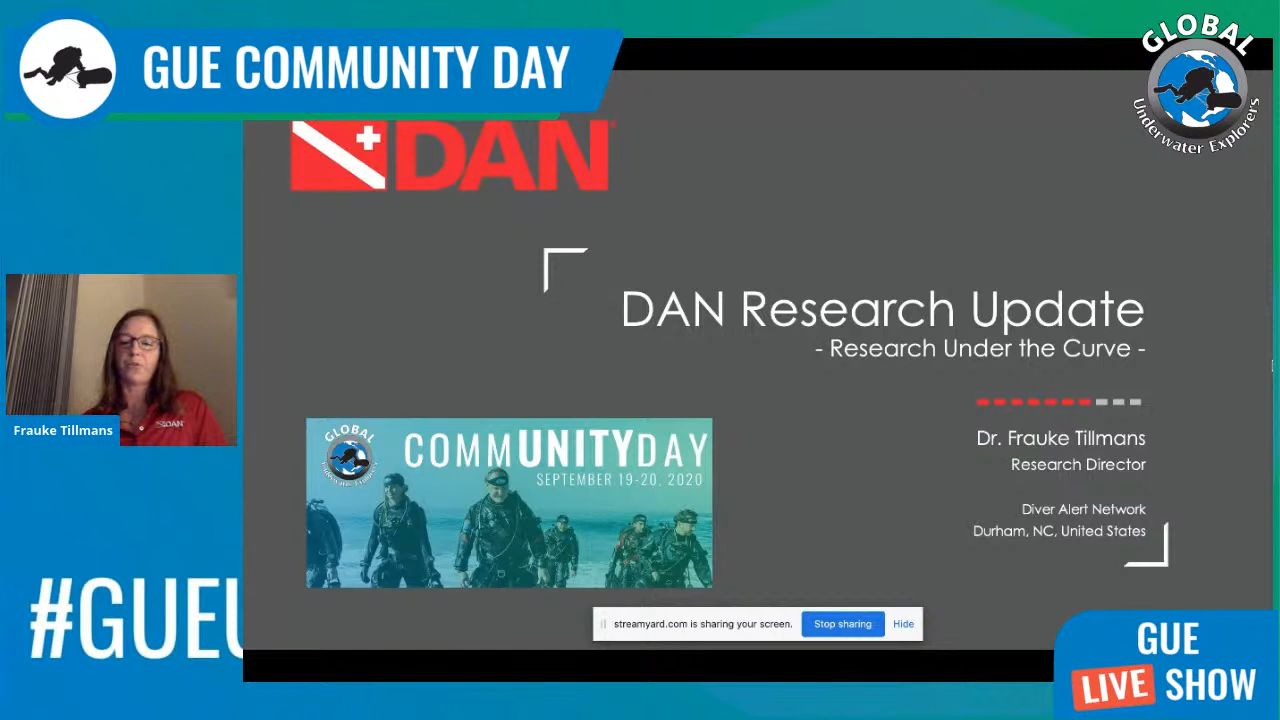 GUE COMMUNITY DAY
GLOBAL
Underwater Explorers
DAN
DAN Research Update
- Research Under the Curve -
Dr. Frauke Tillmans
Research Director
Diver Alert Network
Durham, NC, United States
DAN
Frauke Tillmans
GLOBAL
COMMUNITYDAY
SEPTEMBER 19-20, 2020
#GUEU
streamyard.com is sharing your screen.
Stop sharing
Hide
GUE
LIVE SHOW